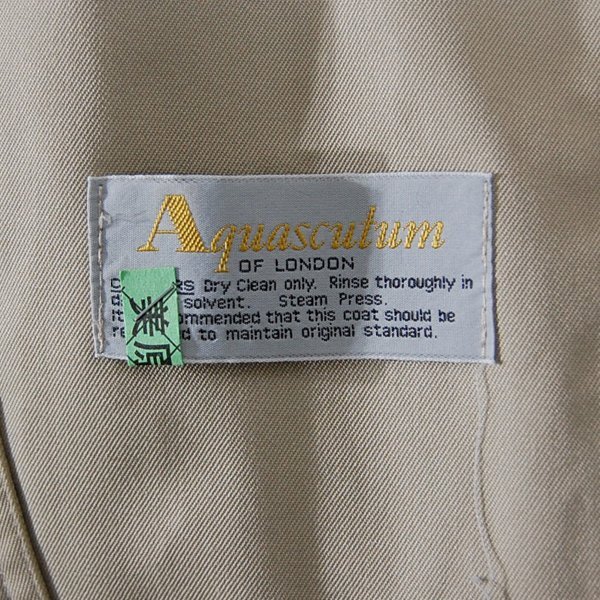 Aquascutum
OF LONDON
Dry Clean only. Rinse thoroughly in
solvent. Steam Press.
that this coat should be
to maintain original standard.
美